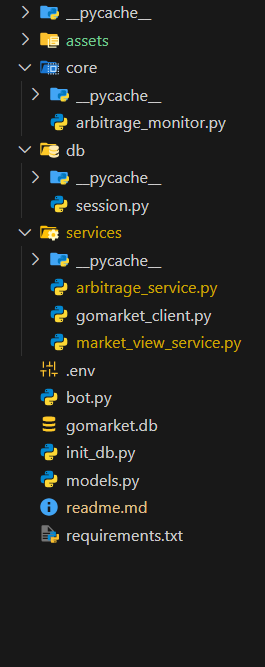 __pycache__
assets
core
__pycache__
arbitrage_monitor.py
db
__pycache__
session.py
services
__pycache__
arbitrage_service.py
gomarket_client.py
market_view_service.py
.env
bot.py
gomarket.db
init_db.py
models.py
readme.md
requirements.txt